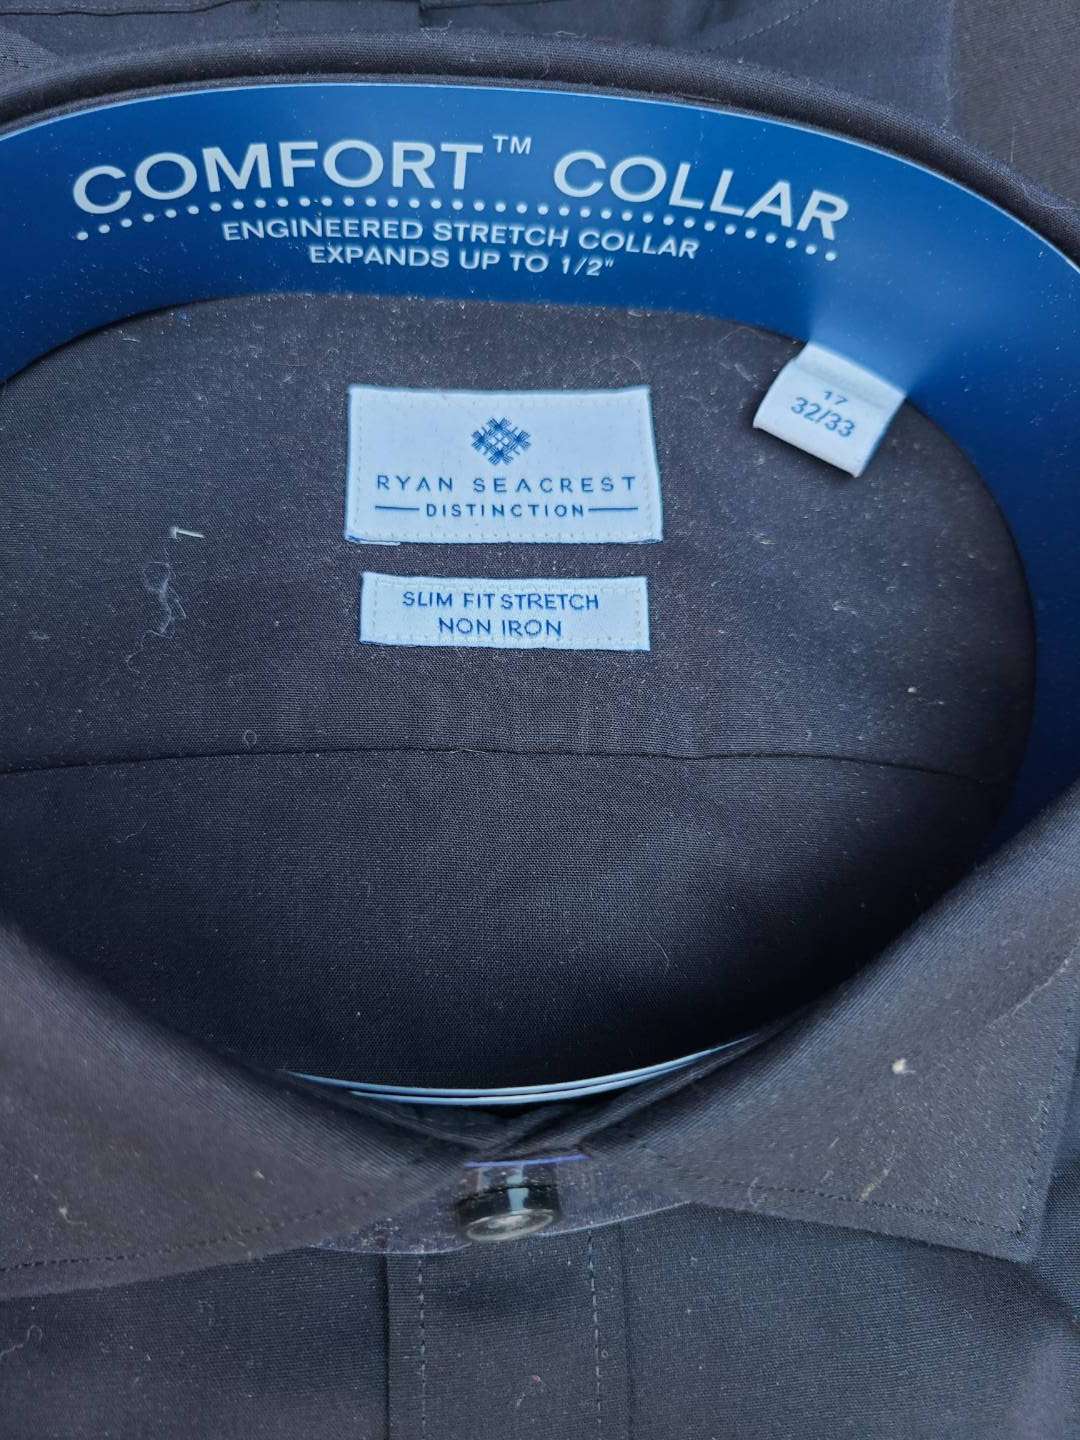 COMFORT™ COLLAR
ENGINEERED STRETCH COLLAR
EXPANDS UP TO 1/2"
17
32/33
RYAN SEACREST
DISTINCTION
SLIM FIT STRETCH
NON IRON